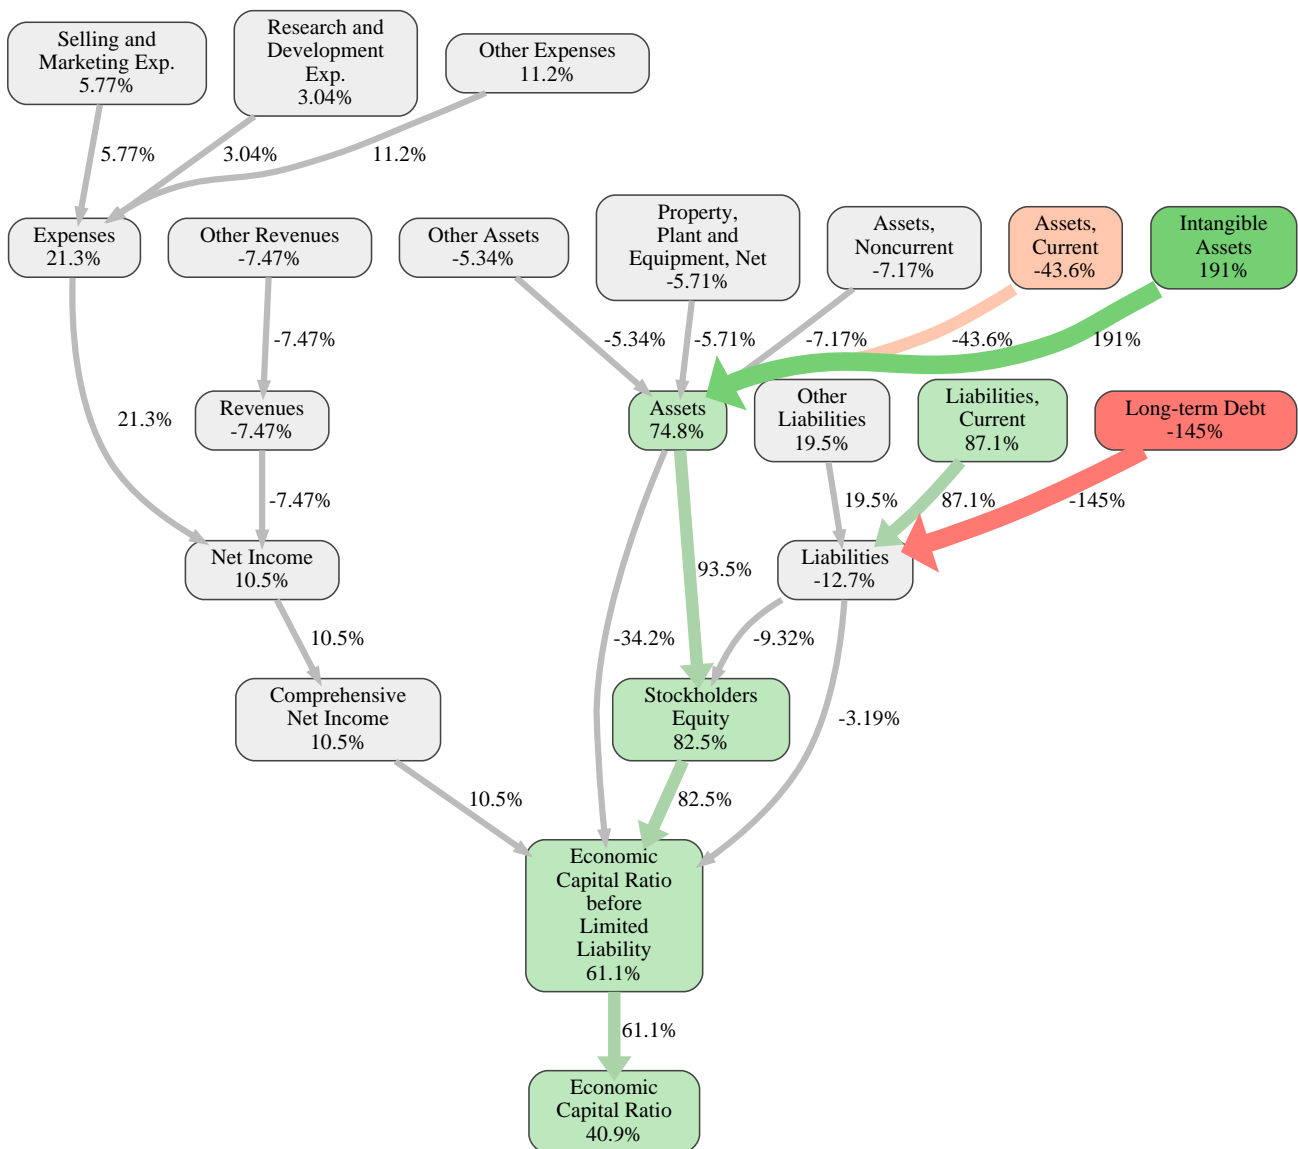 Selling and
Marketing Exp.
5.77%
Research and
Development
Exp.
3.04%
Other Expenses
11.2%
5.77%
3.04%
11.2%
Expenses
21.3%
Other Revenues
-7.47%
Other Assets
-5.34%
Property,
Plant and
Equipment, Net
-5.71%
Assets,
Noncurrent
-7.17%
Assets,
Current
-43.6%
Intangible
Assets
191%
-7.47%
-5.34%
-5.71%
-7.17%
-43.6%
191%
21.3%
Revenues
-7.47%
Assets
74.8%
Other
Liabilities
19.5%
Liabilities,
Current
87.1%
Long-term Debt
-145%
-7.47%
19.5%
87.1%
-145%
Net Income
10.5%
93.5%
Liabilities
-12.7%
10.5%
-34.2%
-9.32%
Comprehensive
Net Income
10.5%
Stockholders
Equity
82.5%
-3.19%
10.5%
82.5%
Economic
Capital Ratio
before
Limited
Liability
61.1%
61.1%
Economic
Capital Ratio
40.9%